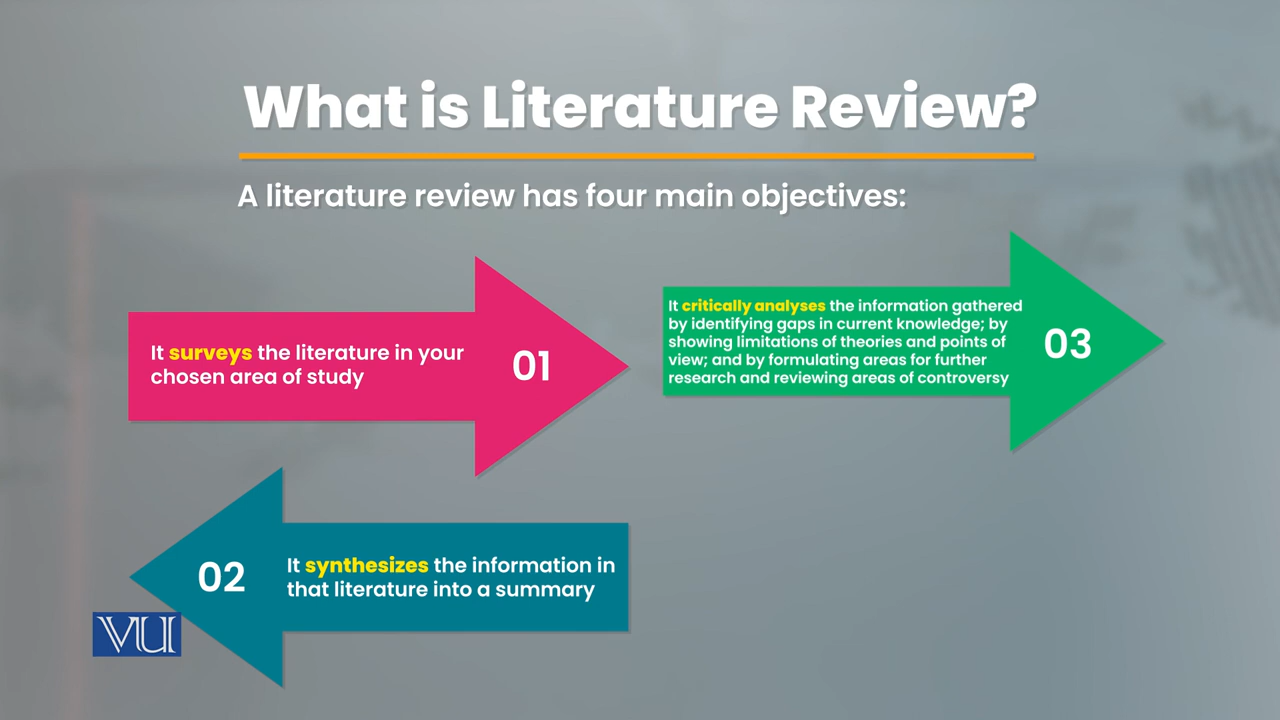 What is Literature Review?
A literature review has four main objectives:
It surveys the literature in your
chosen area of study
01
02
It synthesizes the information in
that literature into a summary
It critically analyses the information gathered
by identifying gaps in current knowledge; by
showing limitations of theories and points of
view; and by formulating areas for further
research and reviewing areas of controversy
03
VU